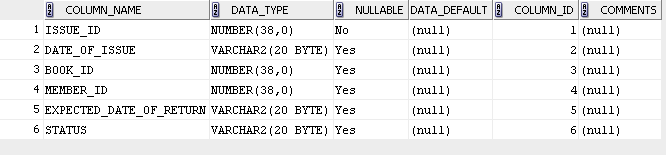 COLUMN_NAME DATA_TYPE NULLABLE DATA_DEFAULT COLUMN_ID COMMENTS
1 ISSUE_ID NUMBER(38,0) No (null) 1 (null)
2 DATE_OF_ISSUE VARCHAR2(20 BYTE) Yes (null) 2 (null)
3 BOOK_ID NUMBER(38,0) Yes (null) 3 (null)
4 MEMBER_ID NUMBER(38,0) Yes (null) 4 (null)
5 EXPECTED_DATE_OF_RETURN VARCHAR2(20 BYTE) Yes (null) 5 (null)
6 STATUS VARCHAR2(20 BYTE) Yes (null) 6 (null)